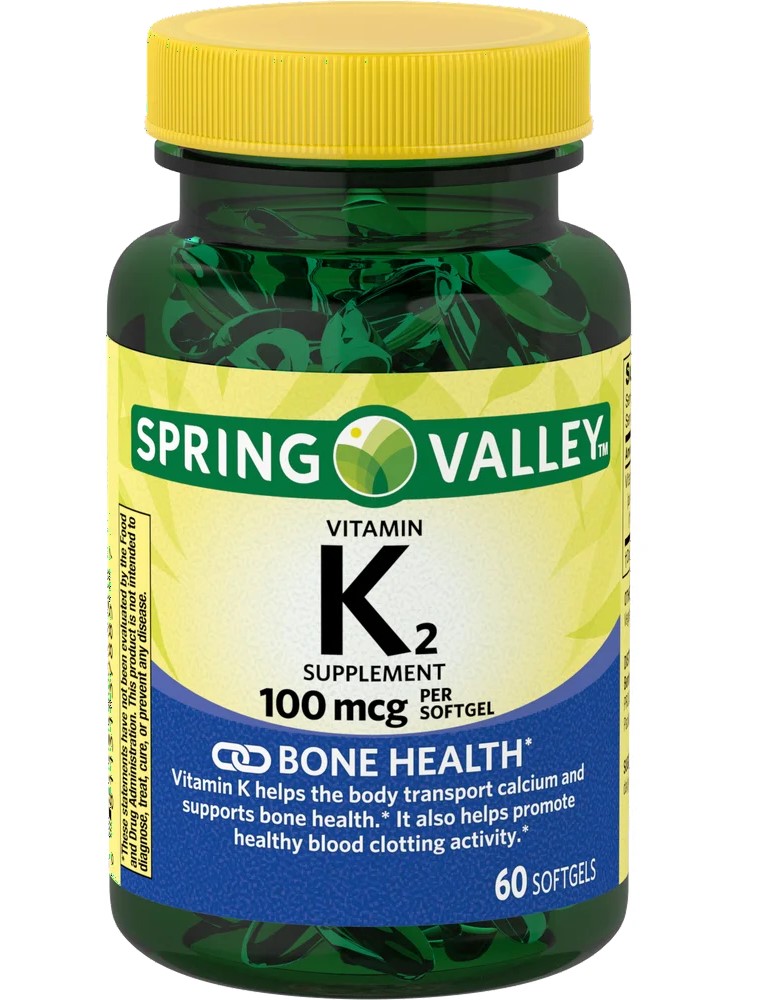 SPRING VALLEY™
VITAMIN
K2
SUPPLEMENT
100 mcg PER
SOFTGEL
BONE HEALTH*
Vitamin K helps the body transport calcium and
supports bone health.* It also helps promote
healthy blood clotting activity.*
60 SOFTGELS
*These statements have not been evaluated by the Food
and Drug Administration. This product is not intended to
diagnose, treat, cure, or prevent any disease.